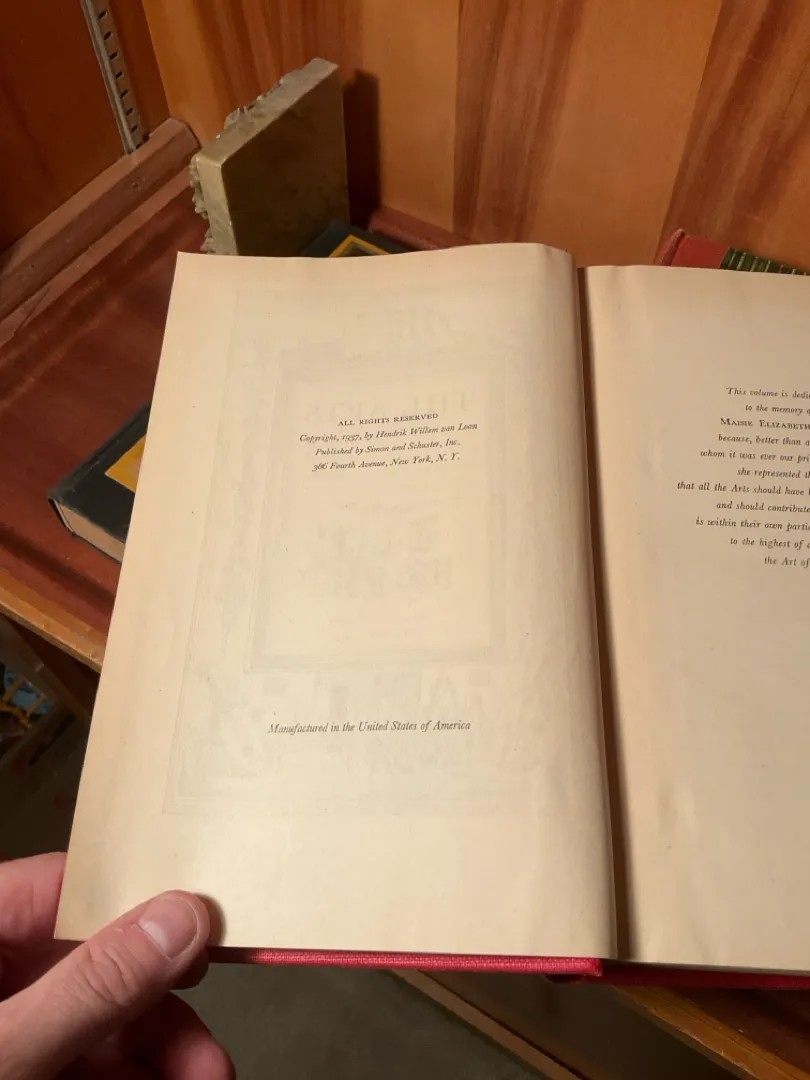 ALL RIGHTS RESERVED
Copyright, 1937, by Hendrik Willem van Loon
Published by Simon and Schuster, Inc.
386 Fourth Avenue, New York, N. Y.
Manufactured in the United States of America
This volume is
to the memory
MAISIE ELIZABETH
because, better than
whom it was ever our
she represented
that all the Arts should have
and should contribute
is within their own
to the highest of
the Art of